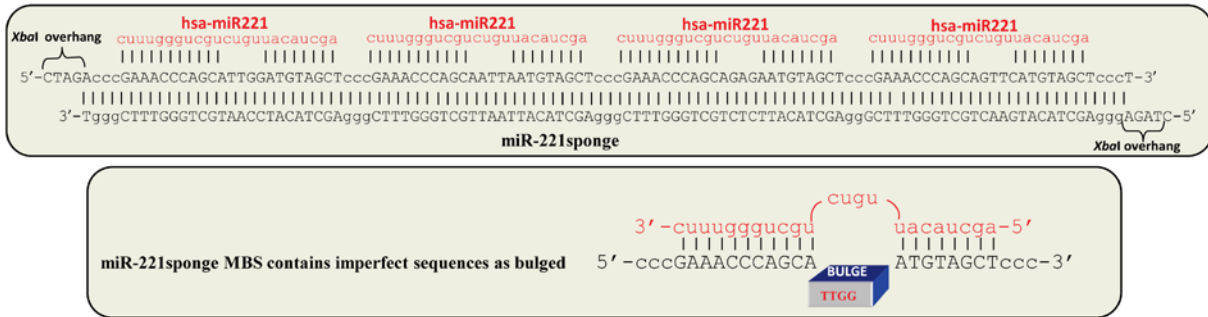 hsa-miR221 hsa-miR221 hsa-miR221 hsa-miR221
XbaI overhang
cuuugggucgucuguuacaucga cuuugggucgucuguuacaucga cuuugggucgucuguuacaucga cuuugggucgucuguuacaucga
5′-CTAGAcccGAAACCCAGCATTGGATGTAGCTcccGAAACCCAGCAATTAATGTAGCTcccGAAACCCAGCAGAGAATGTAGCTcccGAAACCCAGCAGTTCATGTAGCTcccT-3′
3′-TgggCTTTGGGTCGTAACCTACATCGAgggCTTTGGGTCGTTAATTACATCGAgggCTTTGGGTCGTCTCTTACATCGAgggCTTTGGGTCGTCAAGTACATCGAgggAGATC-5′
miR-221sponge
XbaI overhang
cugu
3′-cuuugggucgu uacaucga-5′
miR-221sponge MBS contains imperfect sequences as bulged
5′-cccGAAACCCAGCA ATGTAGCTccc-3′
BULGE
TTGG